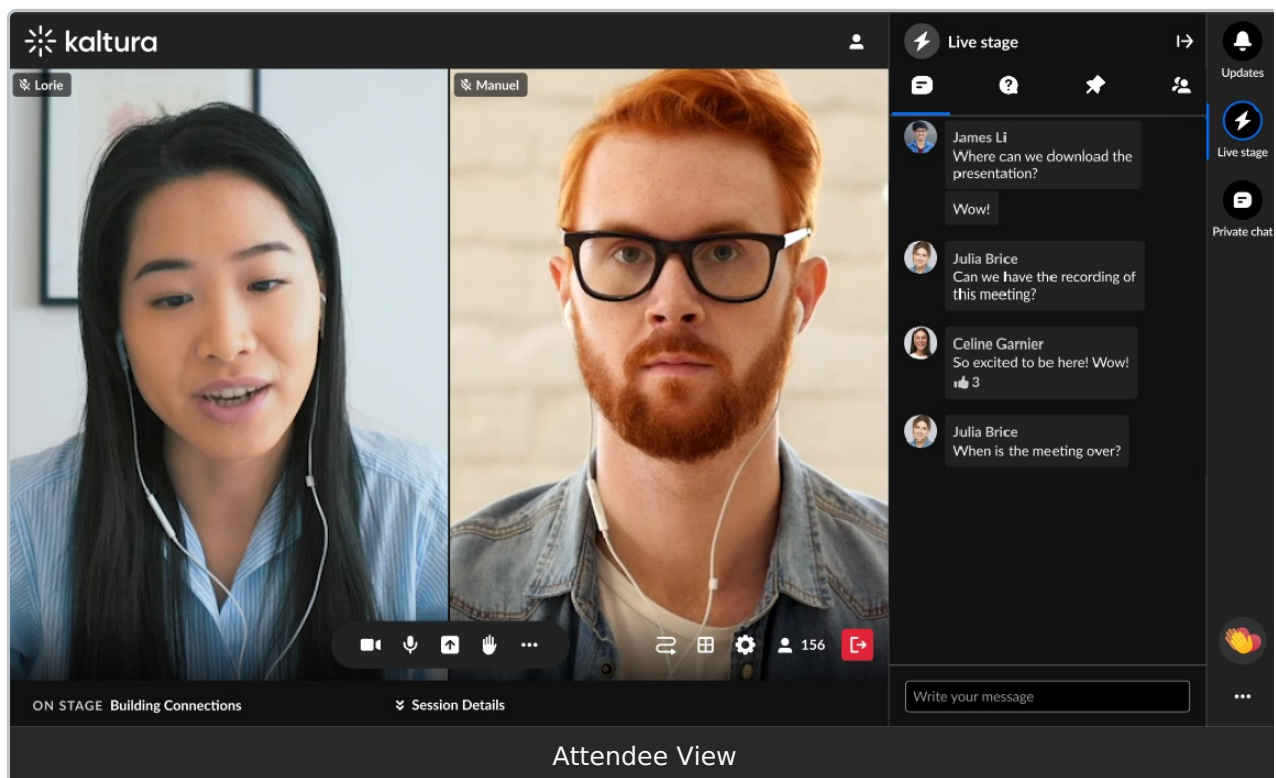 kaltura
Lorie
Manuel
Live stage
James Li
Where can we download the
presentation?
Wow!
Julia Brice
Can we have the recording of
this meeting?
Celine Garnier
So excited to be here! Wow!
3
Julia Brice
When is the meeting over?
Write your message
Updates
Live stage
Private chat
156
ON STAGE Building Connections
Session Details
Attendee View